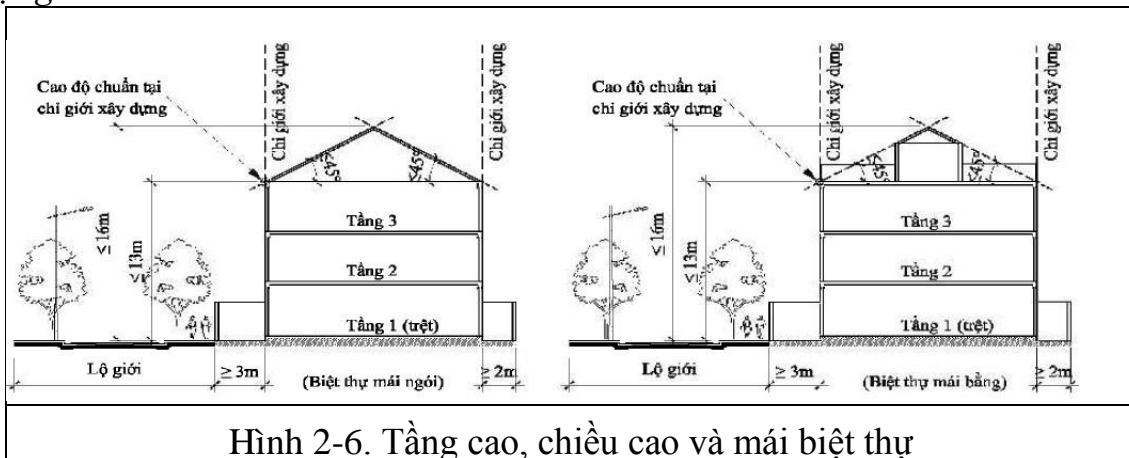 Cao độ chuẩn tại
chỉ giới xây dựng
Chỉ giới xây dựng
Chỉ giới xây dựng
<45°
<45°
≤ 16m
≤ 13m
Tầng 3
Tầng 2
Tầng 1 (trệt)
Lộ giới
≥ 3m
(Biệt thự mái ngói)
≥ 2m
Cao độ chuẩn tại
chỉ giới xây dựng
Chỉ giới xây dựng
Chỉ giới xây dựng
<45°
<45°
≤ 16m
≤ 13m
Tầng 3
Tầng 2
Tầng 1 (trệt)
Lộ giới
≥ 3m
(Biệt thự mái bằng)
≥ 2m
Hình 2-6. Tầng cao, chiều cao và mái biệt thự